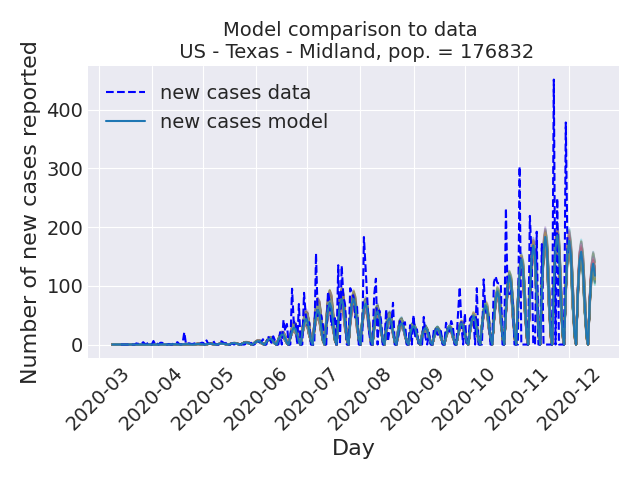 Model comparison to data
US - Texas - Midland, pop. = 176832
Number of new cases reported
new cases data
new cases model
400
300
200
100
0
2020-03
2020-04
2020-05
2020-06
2020-07
2020-08
2020-09
2020-10
2020-11
2020-12
Day